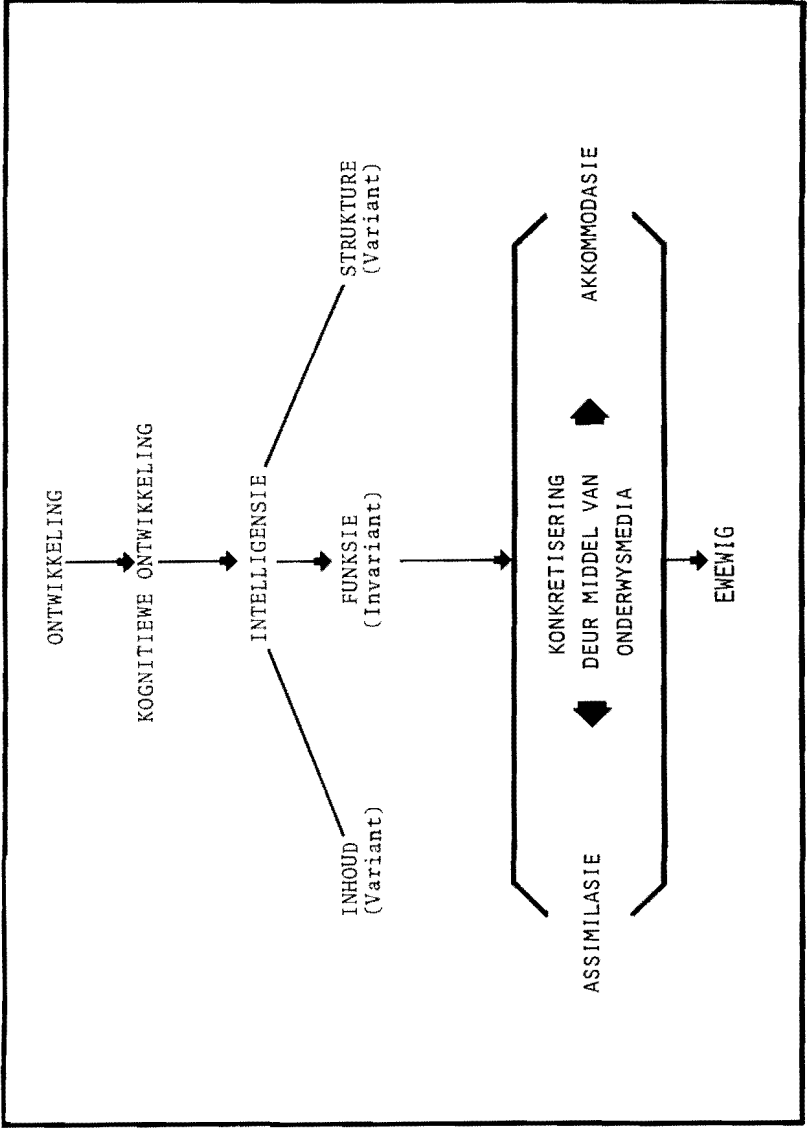 ONTWIKKELING
KOGNITIEWE ONTWIKKELING
INTELLIGENSIE
INHOUD
(Variant)
FUNKSIE
(Invariant)
STRUKTURE
(Variant)
ASSIMILASIE
KONKRETISERING
DEUR MIDDEL VAN
ONDERWYSMEDIA
AKKOMMODASIE
EWEWIG